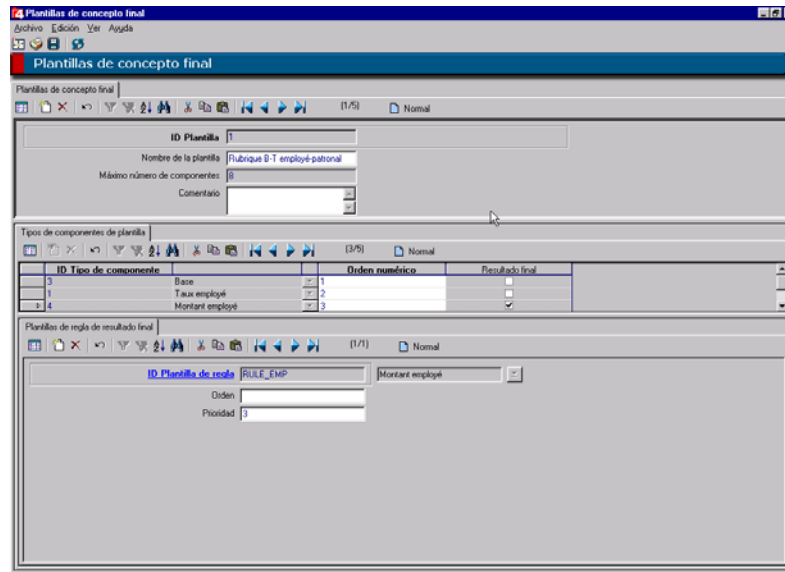 Plantillas de concepto final
Archivo Edición Ver Ayuda
Plantillas de concepto final
Plantillas de concepto final
(1/5) Normal
ID Plantilla 1
Nombre de la plantilla Rubrique B-T employé-patronal
Máximo número de componentes 8
Comentario
Tipos de componentes de plantilla
(3/5) Normal
ID Tipo de componente Orden numérico Resultado final
3 Base 1
1 Taux employé 2
4 Montant employé 3
Plantillas de regla de resultado final
(1/1) Normal
ID Plantilla de regla RULE_EMP Montant employé
Orden
Prioridad 3